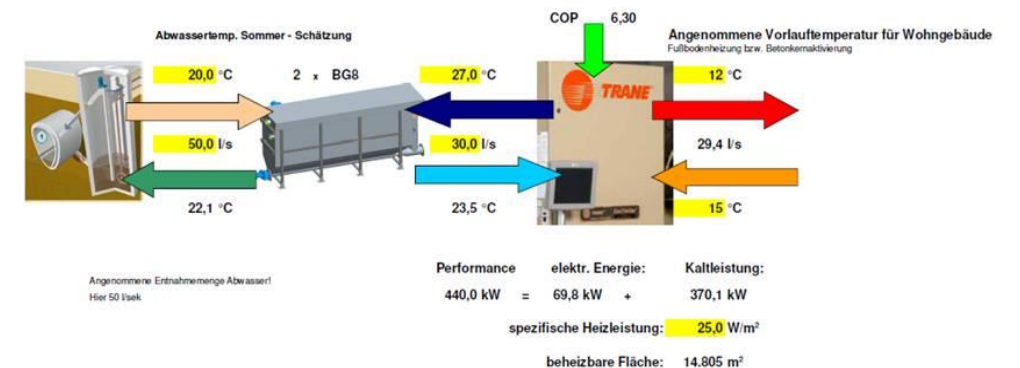 COP 6,30
Abwassertemp. Sommer - Schätzung
Angenommene Vorlauftemperatur für Wohngebäude
Fußbodenheizung bzw. Betonkernaktivierung
20,0 °C 2 x BG8 27,0 °C 12 °C
TRANE
50,0 l/s 30,0 l/s 29,4 l/s
22,1 °C 23,5 °C 15 °C
Angenommene Entnahmemenge Abwasser!
Hier 50 l/sek
Performance elektr. Energie: Kaltleistung:
440,0 kW = 69,8 kW + 370,1 kW
spezifische Heizleistung: 25,0 W/m²
beheizbare Fläche: 14.805 m²